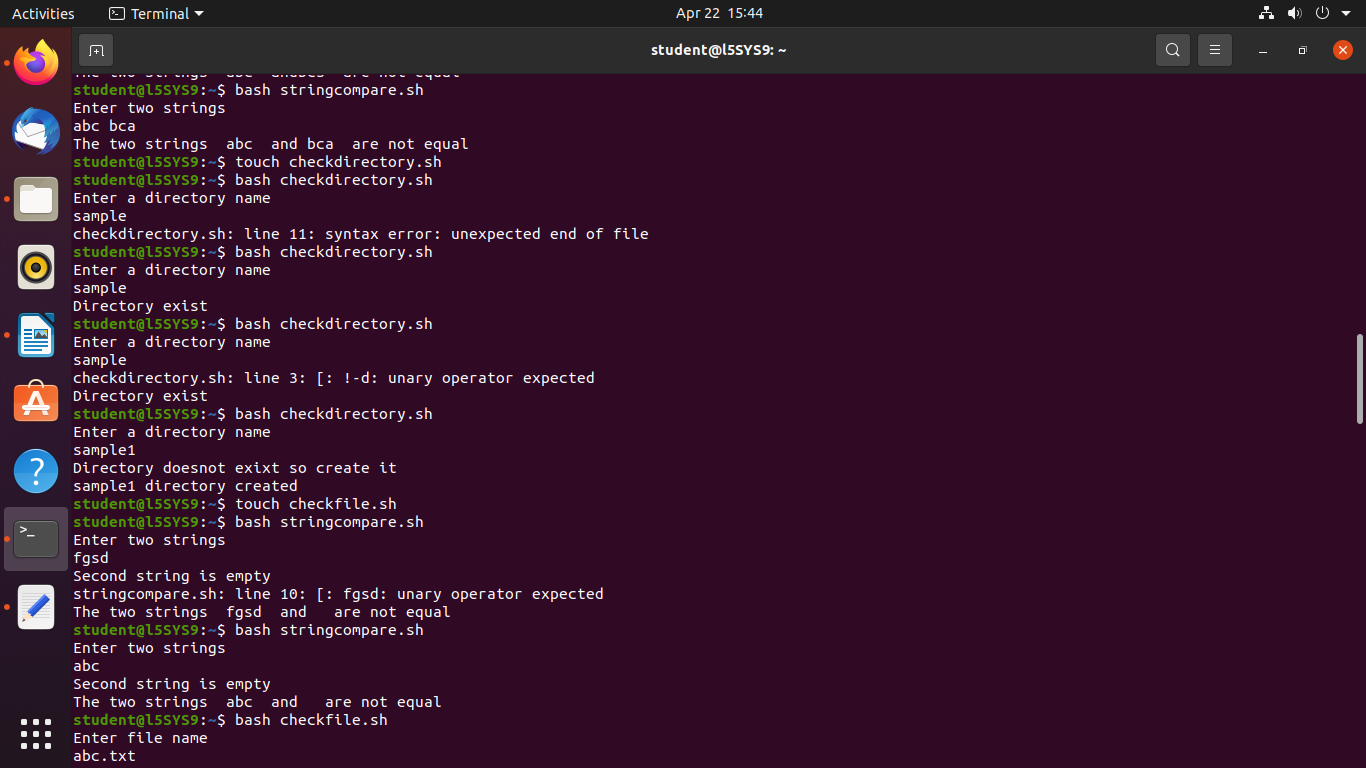 Activities
Terminal
Apr 22 15:44
student@l5SYS9: ~
The two strings abc andbcs are not equal
student@l5SYS9:~$ bash stringcompare.sh
Enter two strings
abc bca
The two strings  abc  and bca  are not equal
student@l5SYS9:~$ touch checkdirectory.sh
student@l5SYS9:~$ bash checkdirectory.sh
Enter a directory name
sample
checkdirectory.sh: line 11: syntax error: unexpected end of file
student@l5SYS9:~$ bash checkdirectory.sh
Enter a directory name
sample
Directory exist
student@l5SYS9:~$ bash checkdirectory.sh
Enter a directory name
sample
checkdirectory.sh: line 3: [: !-d: unary operator expected
Directory exist
student@l5SYS9:~$ bash checkdirectory.sh
Enter a directory name
sample1
Directory doesnot exixt so create it
sample1 directory created
student@l5SYS9:~$ touch checkfile.sh
student@l5SYS9:~$ bash stringcompare.sh
Enter two strings
fgsd
Second string is empty
stringcompare.sh: line 10: [: fgsd: unary operator expected
The two strings  fgsd  and   are not equal
student@l5SYS9:~$ bash stringcompare.sh
Enter two strings
abc
Second string is empty
The two strings  abc  and   are not equal
student@l5SYS9:~$ bash checkfile.sh
Enter file name
abc.txt